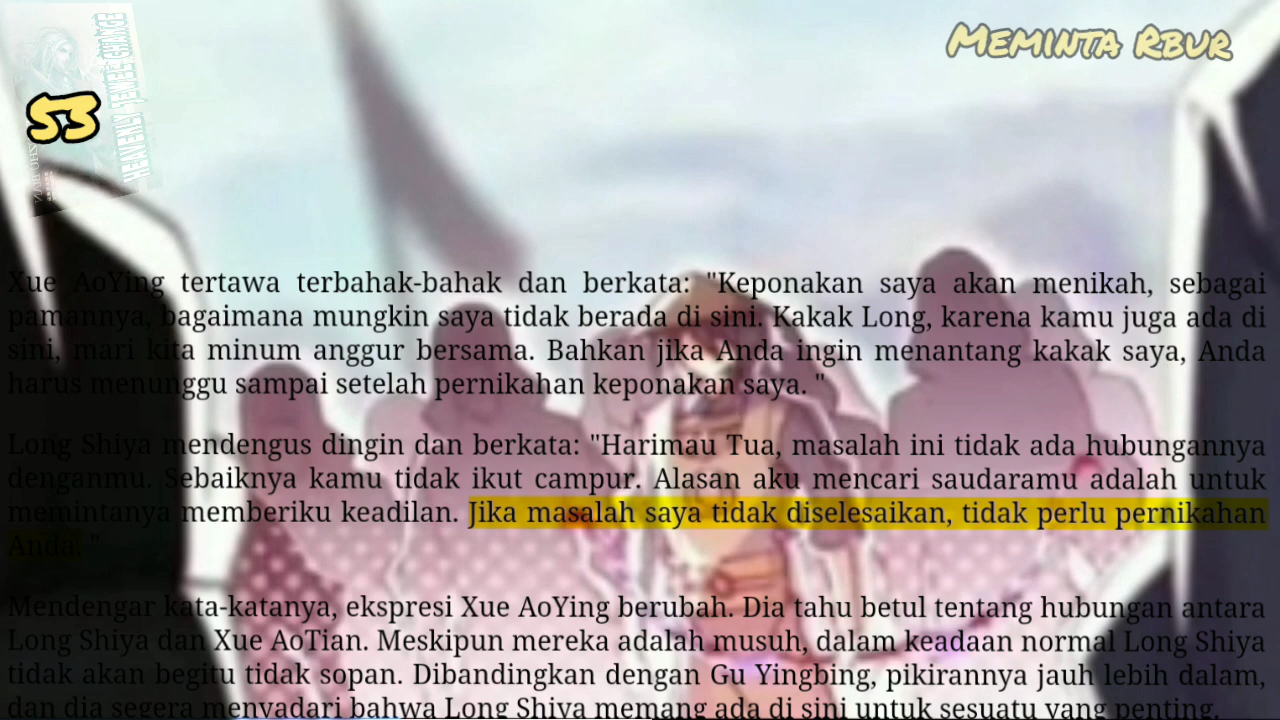 Meminta Rbur
HEAVENLY JEWEL CHANGE
53
Xue AoYing tertawa terbahak-bahak dan berkata: "Keponakan saya akan menikah, sebagai
pamannya, bagaimana mungkin saya tidak berada di sini. Kakak Long, karena kamu juga ada di
sini, mari kita minum anggur bersama. Bahkan jika Anda ingin menantang kakak saya, Anda
harus menunggu sampai setelah pernikahan keponakan saya. "
Long Shiya mendengus dingin dan berkata: "Harimau Tua, masalah ini tidak ada hubungannya
denganmu. Sebaiknya kamu tidak ikut campur. Alasan aku mencari saudaramu adalah untuk
memintanya memberiku keadilan. Jika masalah saya tidak diselesaikan, tidak perlu pernikahan
Anda. "
Mendengar kata-katanya, ekspresi Xue AoYing berubah. Dia tahu betul tentang hubungan antara
Long Shiya dan Xue AoTian. Meskipun mereka adalah musuh, dalam keadaan normal Long Shiya
tidak akan begitu tidak sopan. Dibandingkan dengan Gu Yingbing, pikirannya jauh lebih dalam,
dan dia segera menyadari bahwa Long Shiya memang ada di sini untuk sesuatu yang penting.